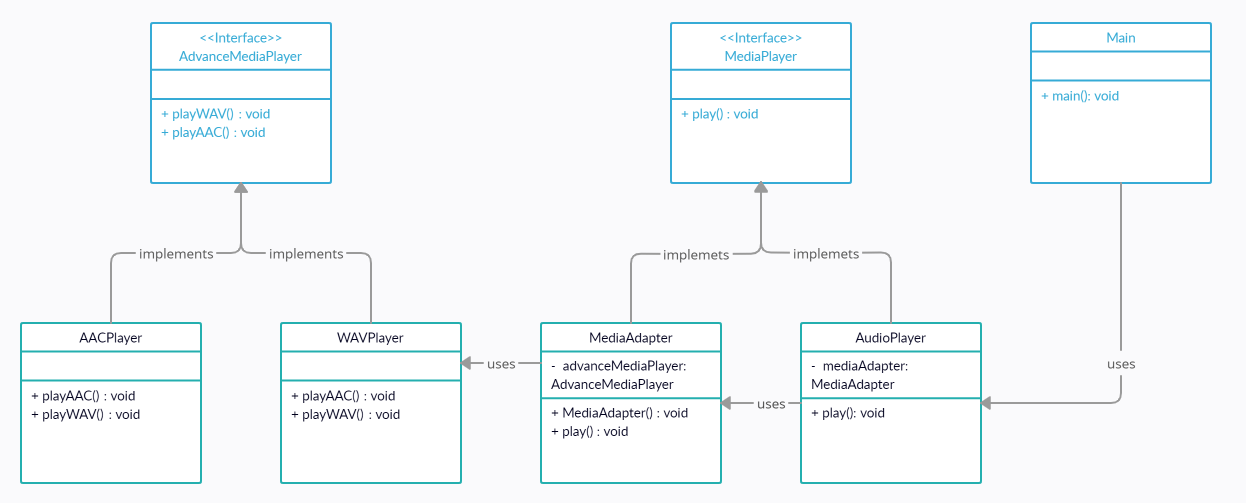 <<Interface>>
AdvanceMediaPlayer
+ playWAV() : void
+ playAAC() : void
<<Interface>>
MediaPlayer
+ play() : void
Main
+ main(): void
implements
implements
implemets
implemets
uses
AACPlayer
+ playAAC() : void
+ playWAV() : void
WAVPlayer
+ playAAC() : void
+ playWAV() : void
uses
MediaAdapter
- advanceMediaPlayer:
AdvanceMediaPlayer
+ MediaAdapter() : void
+ play() : void
uses
AudioPlayer
- mediaAdapter:
MediaAdapter
+ play(): void